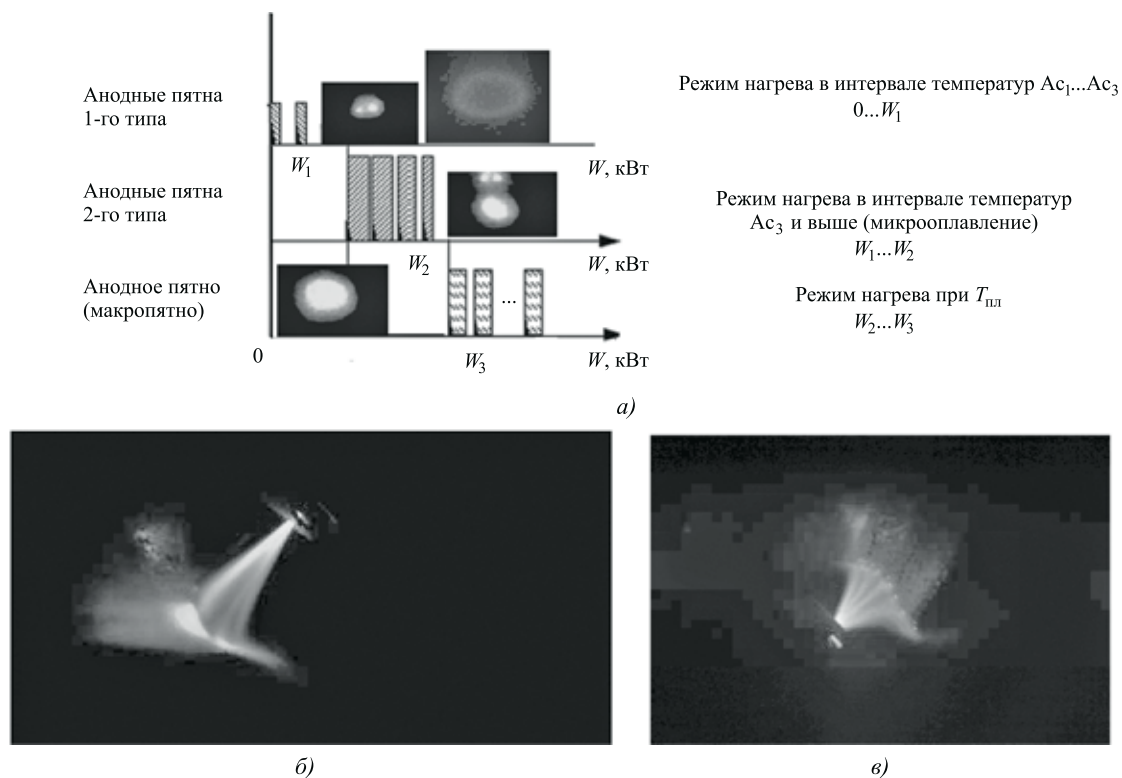 Анодные пятна
1-го типа
W₁
W, кВт
Режим нагрева в интервале температур Ac₁...Ac₃
0...W₁
Анодные пятна
2-го типа
W₂
W, кВт
Режим нагрева в интервале температур
Ac₃ и выше (микрооплавление)
W₁...W₂
Анодное пятно
(макропятно)
...
0
W₃
W, кВт
Режим нагрева при Tпл
W₂...W₃
а)
б)
в)